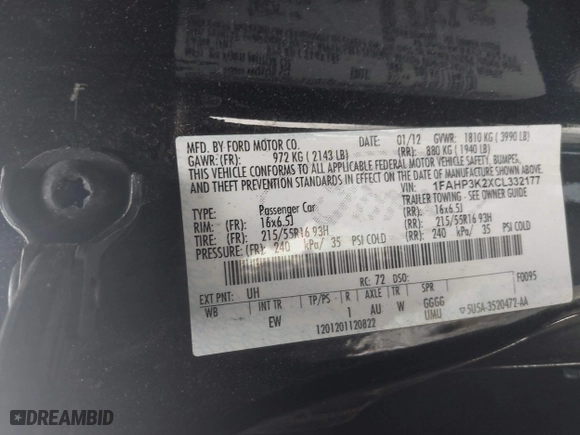 MFD. BY FORD MOTOR CO.
DATE: 01/12 GVWR: 1810 KG ( 3990 LB)
GAWR: (FR): 972 KG ( 2143 LB) (RR): 880 KG ( 1940 LB)
THIS VEHICLE CONFORMS TO ALL APPLICABLE FEDERAL MOTOR VEHICLE SAFETY, BUMPER,
AND THEFT PREVENTION STANDARDS IN EFFECT ON THE DATE OF MANUFACTURE SHOWN ABOVE.
VIN: 1FAHP3K2XCL332177
TYPE: Passenger Car TRAILER TOWING - SEE OWNER GUIDE
RIM: (FR): 16x6.5J (RR): 16x6.5J
TIRE: (FR): 215/55R16 93H (RR): 215/55R16 93H
PRESSURE: (FR): 240 kPa/ 35 PSI COLD (RR): 240 kPa/ 35 PSI COLD
EXT PNT: UH RC: 72 DSO: F0095
WB INT TR TP/PS R AXLE TR SPR
EW 1 AU W GGGG
UMU
1201201120822
5U5A-3520472-AA
DREAMBID